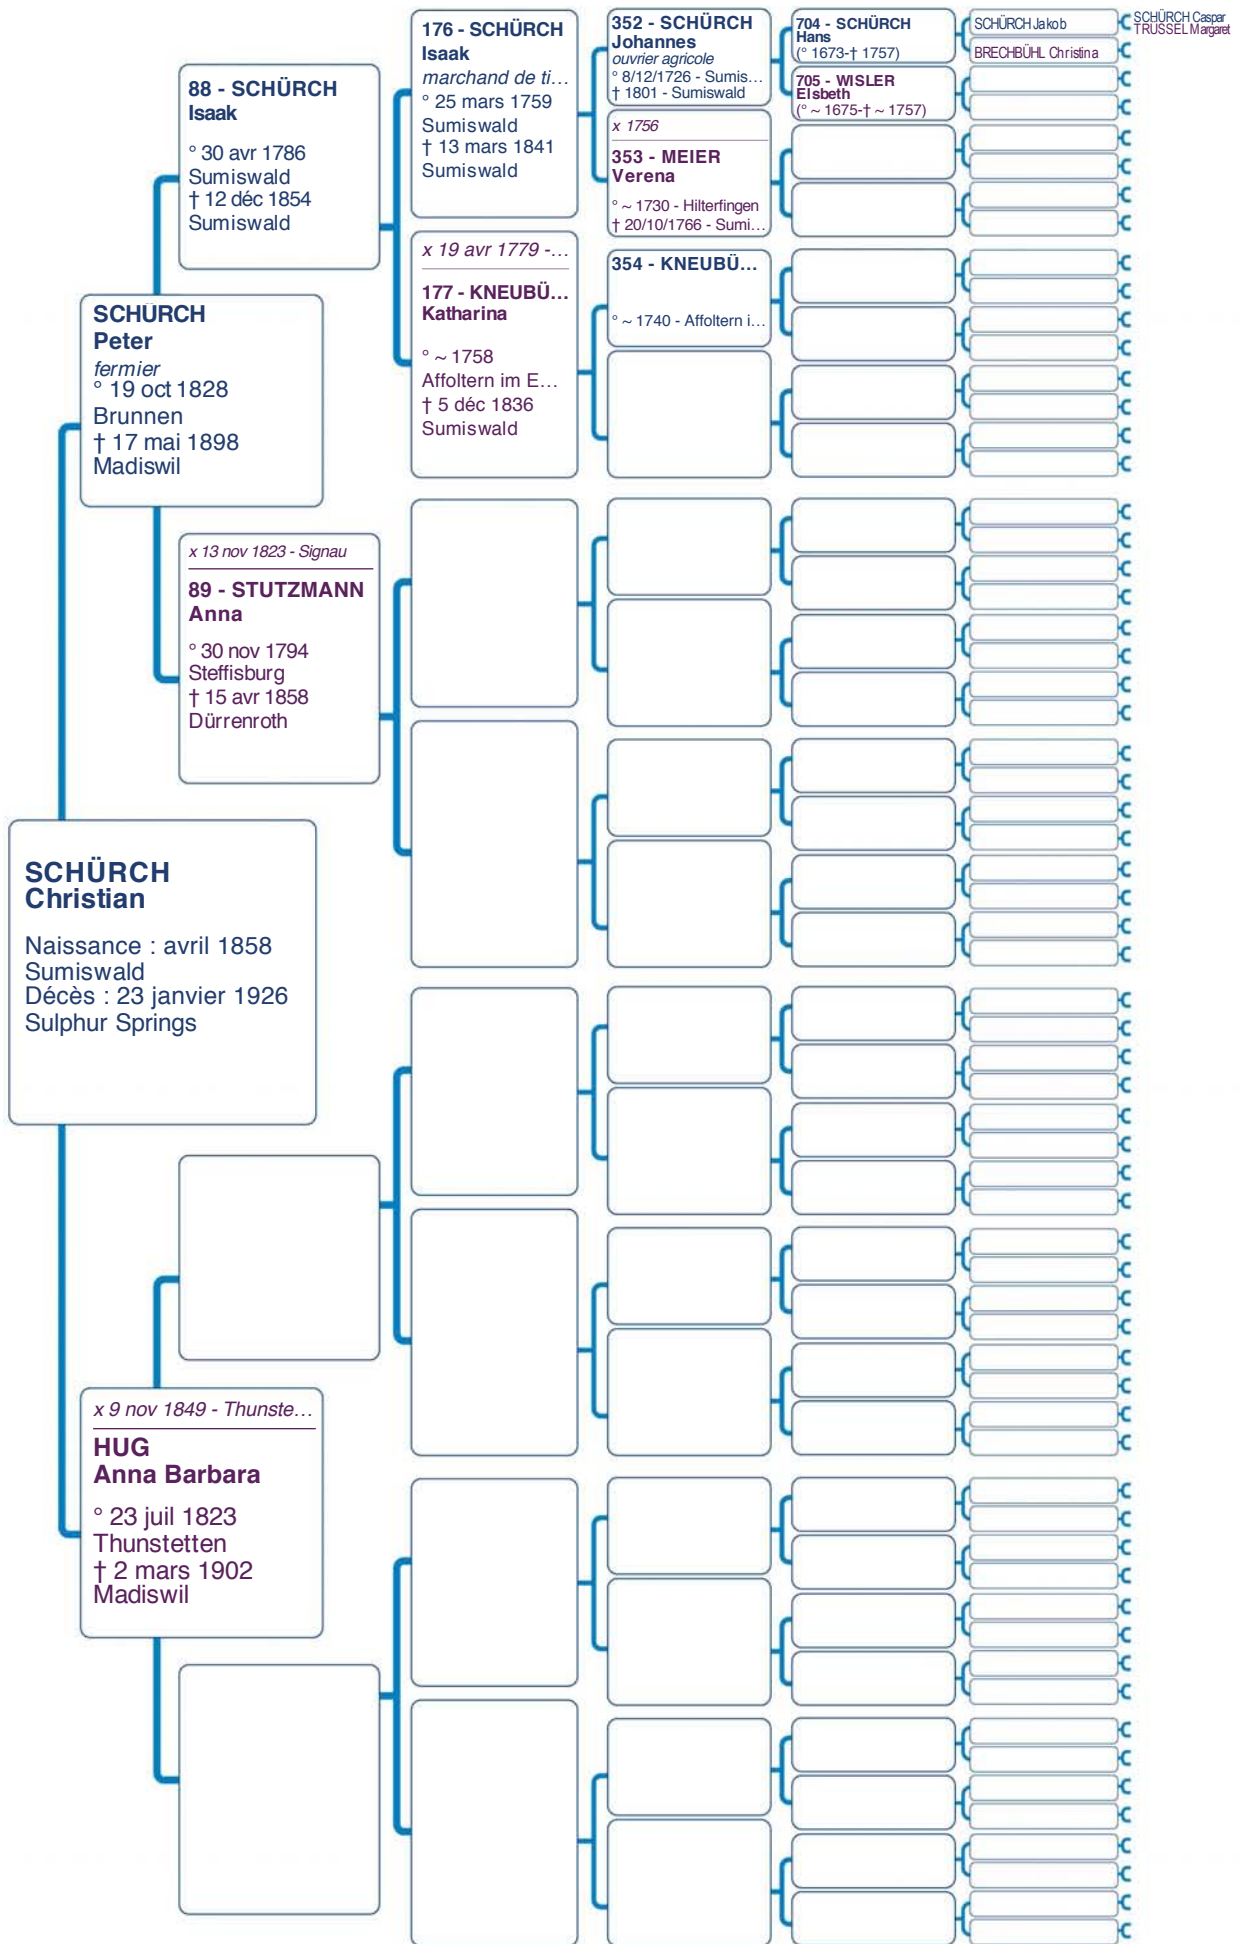 SCHÜRCH
Christian
Naissance : avril 1858
Sumiswald
Décès : 23 janvier 1926
Sulphur Springs
SCHÜRCH
Peter
fermier
° 19 oct 1828
Brunnen
† 17 mai 1898
Madiswil
x 9 nov 1849 - Thunste…
HUG
Anna Barbara
° 23 juil 1823
Thunstetten
† 2 mars 1902
Madiswil
88 - SCHÜRCH
Isaak
° 30 avr 1786
Sumiswald
† 12 déc 1854
Sumiswald
x 13 nov 1823 - Signau
89 - STUTZMANN
Anna
° 30 nov 1794
Steffisburg
† 15 avr 1858
Dürrenroth
176 - SCHÜRCH
Isaak
marchand de ti…
° 25 mars 1759
Sumiswald
† 13 mars 1841
Sumiswald
x 19 avr 1779 -…
177 - KNEUBÜ…
Katharina
° ~ 1758
Affoltern im E…
† 5 déc 1836
Sumiswald
352 - SCHÜRCH
Johannes
ouvrier agricole
° 8/12/1726 - Sumis…
† 1801 - Sumiswald
x 1756
353 - MEIER
Verena
° ~ 1730 - Hilterfingen
† 20/10/1766 - Sumi…
354 - KNEUBÜ…
° ~ 1740 - Affoltern i…
704 - SCHÜRCH
Hans
(° 1673-† 1757)
705 - WISLER
Elsbeth
(° ~ 1675-† ~ 1757)
SCHÜRCH Jakob
BRECHBÜHL Christina
SCHÜRCH Caspar
TRUSSEL Margaret